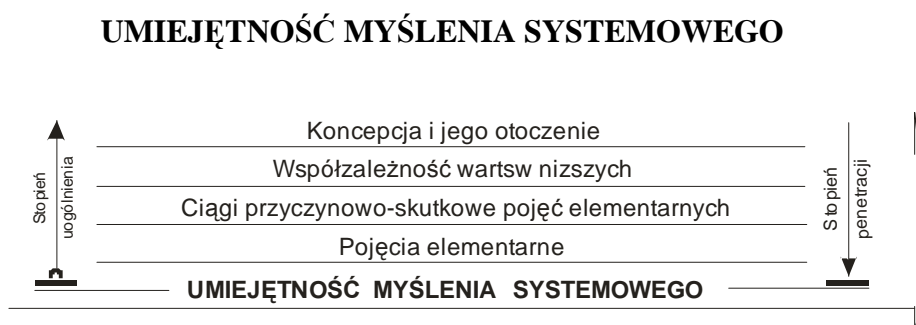 UMIEJĘTNOŚĆ MYŚLENIA SYSTEMOWEGO
Stopień
uogólnienia
Koncepcja i jego otoczenie
Współzależność wartsw nizszych
Ciągi przyczynowo-skutkowe pojęć elementarnych
Pojęcia elementarne
Stopień
penetracji
UMIEJĘTNOŚĆ MYŚLENIA SYSTEMOWEGO